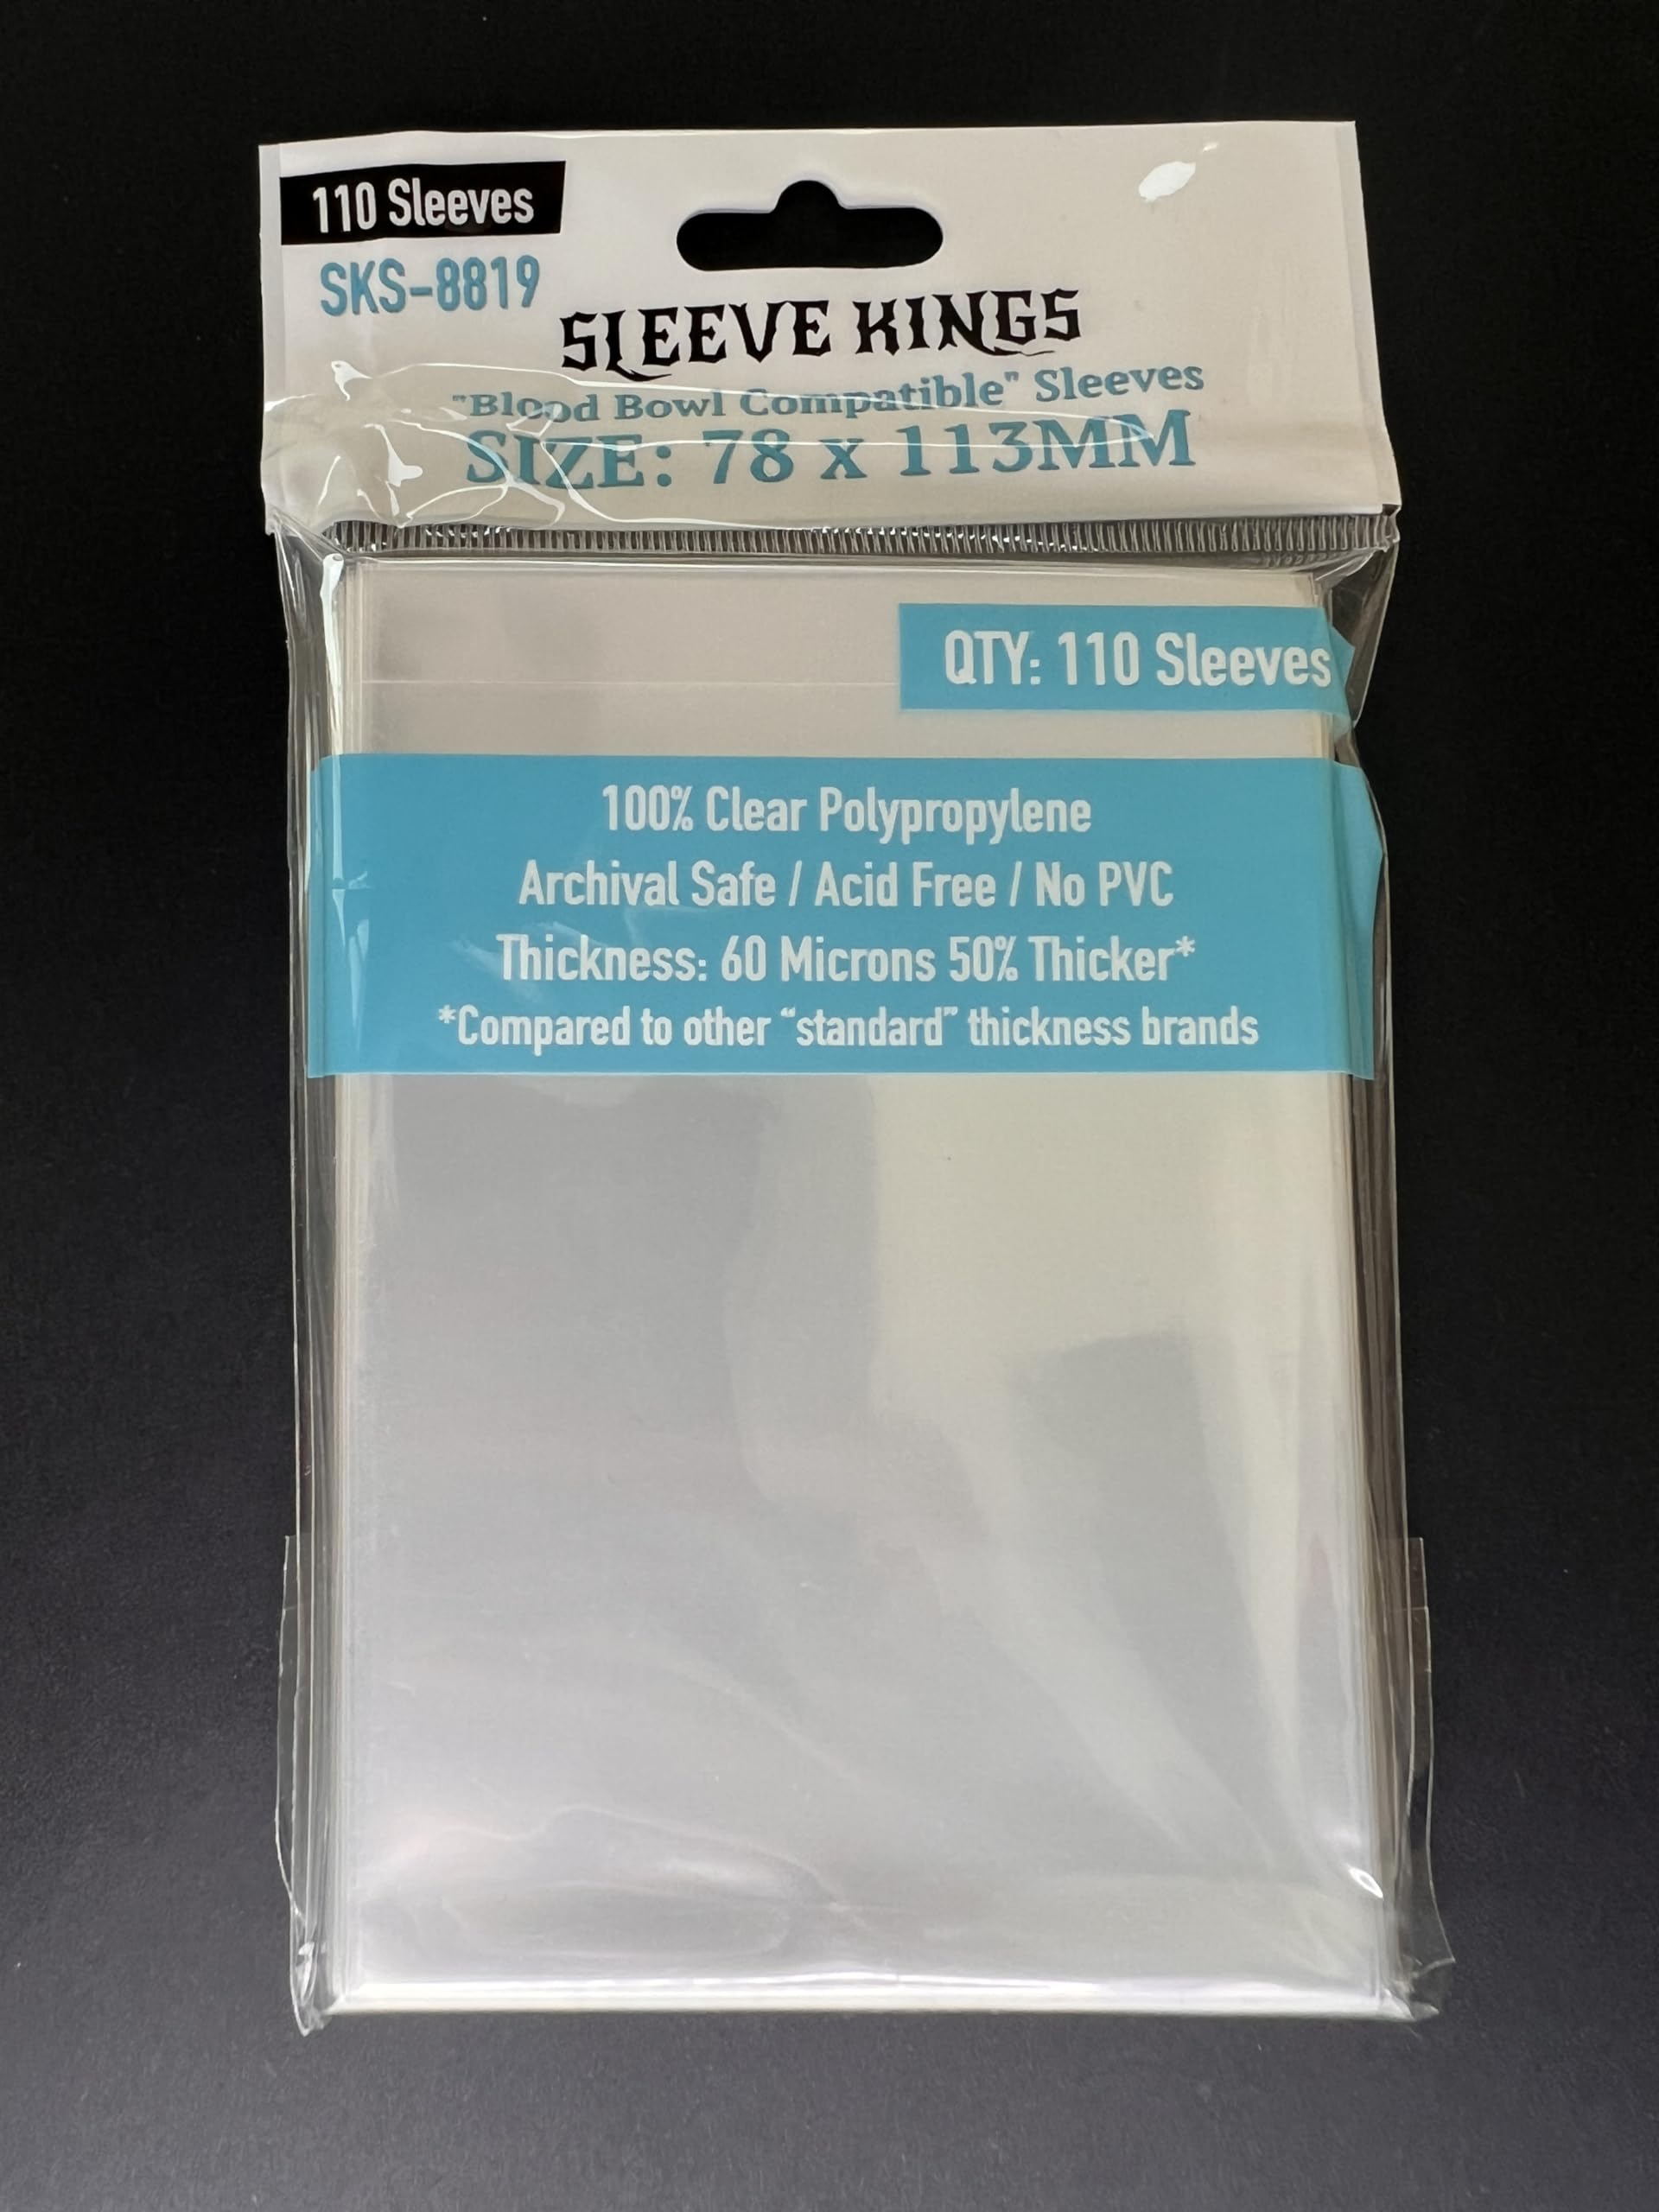 110 Sleeves
SKS-8819
SLEEVE KINGS
"Blood Bowl Compatible" Sleeves
SIZE: 78 x 113MM
QTY: 110 Sleeves
100% Clear Polypropylene
Archival Safe / Acid Free / No PVC
Thickness: 60 Microns 50% Thicker*
*Compared to other “standard” thickness brands